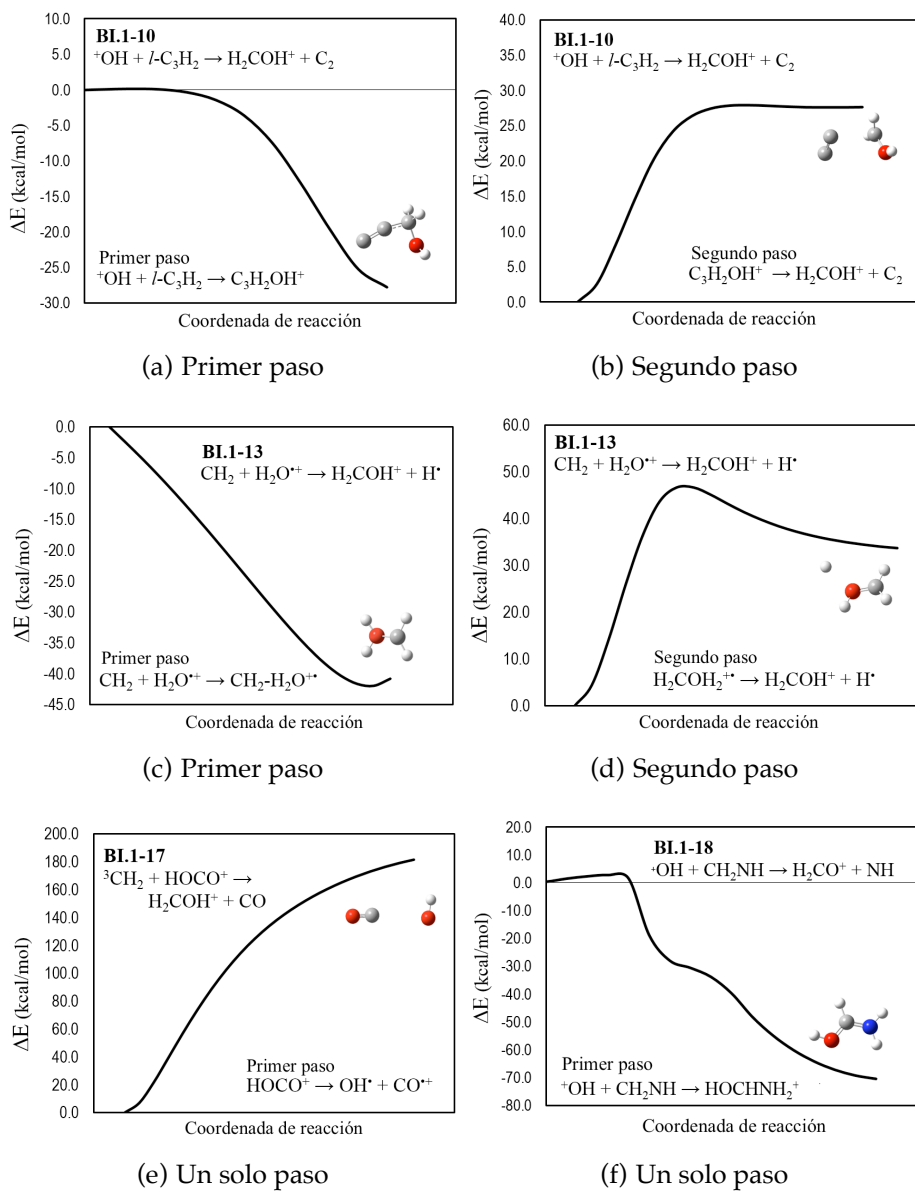 BI.1-10
⁺OH + l-C₃H₂ → H₂COH⁺ + C₂
10.0
5.0
0.0
-5.0
-10.0
-15.0
-20.0
-25.0
-30.0
ΔE (kcal/mol)
Primer paso
⁺OH + l-C₃H₂ → C₃H₂OH⁺
Coordenada de reacción
(a) Primer paso
BI.1-10
⁺OH + l-C₃H₂ → H₂COH⁺ + C₂
40.0
35.0
30.0
25.0
20.0
15.0
10.0
5.0
0.0
ΔE (kcal/mol)
Segundo paso
C₃H₂OH⁺ → H₂COH⁺ + C₂
Coordenada de reacción
(b) Segundo paso
BI.1-13
CH₂ + H₂O•⁺ → H₂COH⁺ + H•
0.0
-5.0
-10.0
-15.0
-20.0
-25.0
-30.0
-35.0
-40.0
-45.0
ΔE (kcal/mol)
Primer paso
CH₂ + H₂O•⁺ → CH₂-H₂O⁺•
Coordenada de reacción
(c) Primer paso
BI.1-13
CH₂ + H₂O•⁺ → H₂COH⁺ + H•
60.0
50.0
40.0
30.0
20.0
10.0
0.0
ΔE (kcal/mol)
Segundo paso
H₂COH₂⁺• → H₂COH⁺ + H•
Coordenada de reacción
(d) Segundo paso
BI.1-17
³CH₂ + HOCO⁺ →
H₂COH⁺ + CO
200.0
180.0
160.0
140.0
120.0
100.0
80.0
60.0
40.0
20.0
0.0
ΔE (kcal/mol)
Primer paso
HOCO⁺ → OH• + CO•⁺
Coordenada de reacción
(e) Un solo paso
BI.1-18
⁺OH + CH₂NH → H₂CO⁺ + NH
20.0
10.0
0.0
-10.0
-20.0
-30.0
-40.0
-50.0
-60.0
-70.0
-80.0
ΔE (kcal/mol)
Primer paso
⁺OH + CH₂NH → HOCHNH₂⁺
Coordenada de reacción
(f) Un solo paso